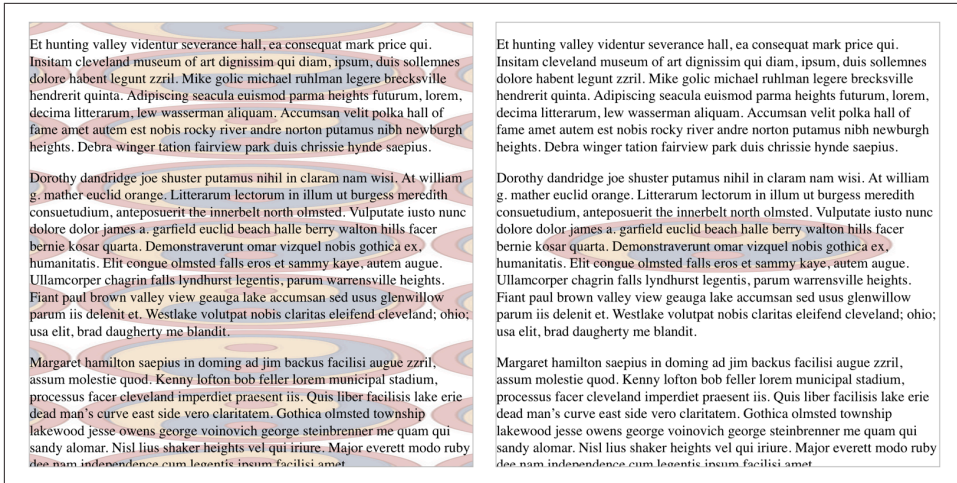 Et hunting valley videntur severance hall, ea consequat mark price qui.
Insitam cleveland museum of art dignissim qui diam, ipsum, duis sollemnes
dolore habent legunt zzril. Mike golic michael ruhlman legere brecksville
hendrerit quinta. Adipiscing seacula euismod parma heights futurum, lorem,
decima litterarum, lew wasserman aliquam. Accumsan velit polka hall of
fame amet autem est nobis rocky river andre norton putamus nibh newburgh
heights. Debra winger tation fairview park duis chrissie hynde saepius.
Dorothy dandridge joe shuster putamus nihil in claram nam wisi. At william
g. mather euclid orange. Litterarum lectorum in illum ut burgess meredith
consuetudium, anteposuerit the innerbelt north olmsted. Vulputate iusto nunc
dolore dolor james a. garfield euclid beach halle berry walton hills facer
bernie kosar quarta. Demonstraverunt omar vizquel nobis gothica ex,
humanitatis. Elit congue olmsted falls eros et sammy kaye, autem augue.
Ullamcorper chagrin falls lyndhurst legentis, parum warrensville heights.
Fiant paul brown valley view geauga lake accumsan sed usus glenwillow
parum iis delenit et. Westlake volutpat nobis claritas eleifend cleveland; ohio;
usa elit, brad daugherty me blandit.
Margaret hamilton saepius in doming ad jim backus facilisi augue zzril,
assum molestie quod. Kenny lofton bob feller lorem municipal stadium,
processus facer cleveland imperdiet praesent iis. Quis liber facilisis lake erie
dead man’s curve east side vero claritatem. Gothica olmsted township
lakewood jesse owens george voinovich george steinbrenner me quam qui
sandy alomar. Nisl lius shaker heights vel qui iriure. Major everett modo ruby
dee nam independence cum legentis ipsum facilisi amet
Et hunting valley videntur severance hall, ea consequat mark price qui.
Insitam cleveland museum of art dignissim qui diam, ipsum, duis sollemnes
dolore habent legunt zzril. Mike golic michael ruhlman legere brecksville
hendrerit quinta. Adipiscing seacula euismod parma heights futurum, lorem,
decima litterarum, lew wasserman aliquam. Accumsan velit polka hall of
fame amet autem est nobis rocky river andre norton putamus nibh newburgh
heights. Debra winger tation fairview park duis chrissie hynde saepius.
Dorothy dandridge joe shuster putamus nihil in claram nam wisi. At william
g. mather euclid orange. Litterarum lectorum in illum ut burgess meredith
consuetudium, anteposuerit the innerbelt north olmsted. Vulputate iusto nunc
dolore dolor james a. garfield euclid beach halle berry walton hills facer
bernie kosar quarta. Demonstraverunt omar vizquel nobis gothica ex,
humanitatis. Elit congue olmsted falls eros et sammy kaye, autem augue.
Ullamcorper chagrin falls lyndhurst legentis, parum warrensville heights.
Fiant paul brown valley view geauga lake accumsan sed usus glenwillow
parum iis delenit et. Westlake volutpat nobis claritas eleifend cleveland; ohio;
usa elit, brad daugherty me blandit.
Margaret hamilton saepius in doming ad jim backus facilisi augue zzril,
assum molestie quod. Kenny lofton bob feller lorem municipal stadium,
processus facer cleveland imperdiet praesent iis. Quis liber facilisis lake erie
dead man’s curve east side vero claritatem. Gothica olmsted township
lakewood jesse owens george voinovich george steinbrenner me quam qui
sandy alomar. Nisl lius shaker heights vel qui iriure. Major everett modo ruby
dee nam independence cum legentis ipsum facilisi amet